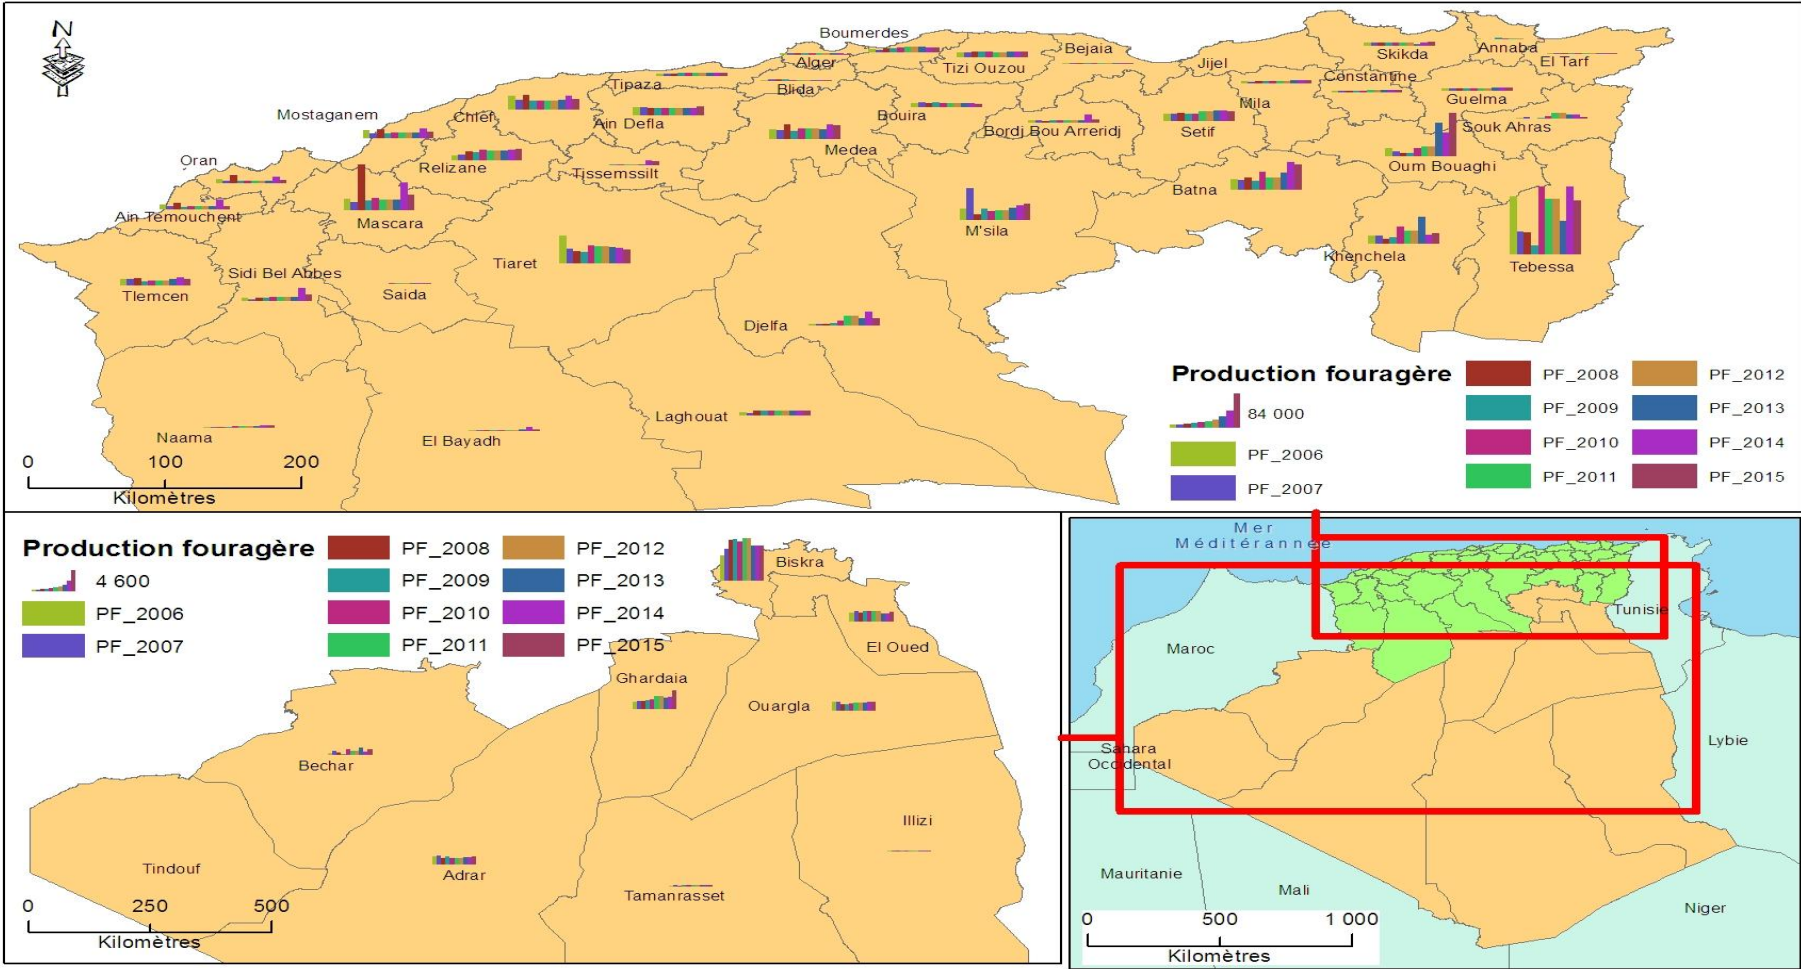 N
Boumerdes
Bejaia
Skikda
Annaba
Alger
Tizi Ouzou
Jijel
El Tarf
Tipaza
Blida
Constantine
Mila
Guelma
Mostaganem
Chlef
Ain Defla
Bouira
Bordj Bou Arreridj
Setif
Souk Ahras
Medea
Oran
Relizane
Tissemssilt
Oum Bouaghi
Batna
Ain Temouchent
Mascara
M'sila
Khenchela
Tebessa
Tiaret
Sidi Bel Abbes
Tlemcen
Saida
Djelfa
Laghouat
Naama
El Bayadh
0 100 200
Kilomètres
Production fouragère
84 000
PF_2006
PF_2007
PF_2008
PF_2009
PF_2010
PF_2011
PF_2012
PF_2013
PF_2014
PF_2015
Production fouragère
4 600
PF_2006
PF_2007
PF_2008
PF_2009
PF_2010
PF_2011
PF_2012
PF_2013
PF_2014
PF_2015
Biskra
El Oued
Ghardaia
Ouargla
Bechar
Illizi
Tindouf
Adrar
Tamanrasset
0 250 500
Kilomètres
Mer
Méditérannée
Tunisie
Maroc
Lybie
Sahara
Occidental
Mauritanie
Mali
Niger
0 500 1 000
Kilomètres